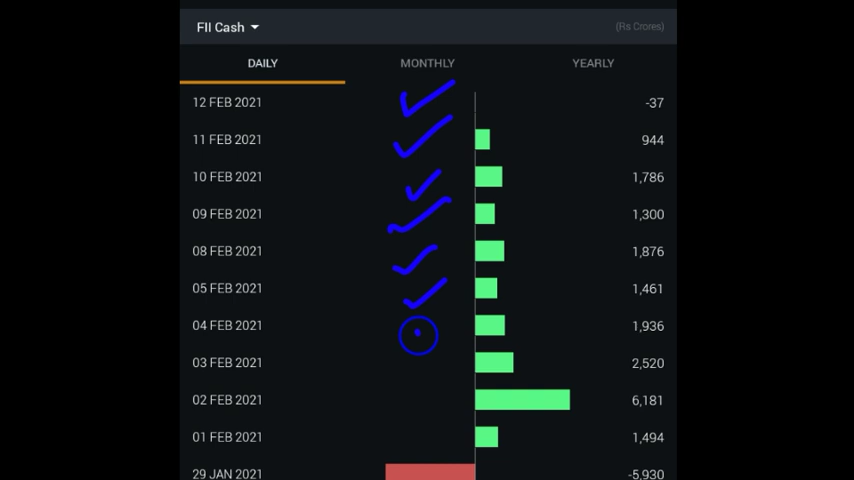 FII Cash (Rs Crores)
DAILY MONTHLY YEARLY
12 FEB 2021 -37
11 FEB 2021 944
10 FEB 2021 1,786
09 FEB 2021 1,300
08 FEB 2021 1,876
05 FEB 2021 1,461
04 FEB 2021 1,936
03 FEB 2021 2,520
02 FEB 2021 6,181
01 FEB 2021 1,494
29 JAN 2021 -5,930